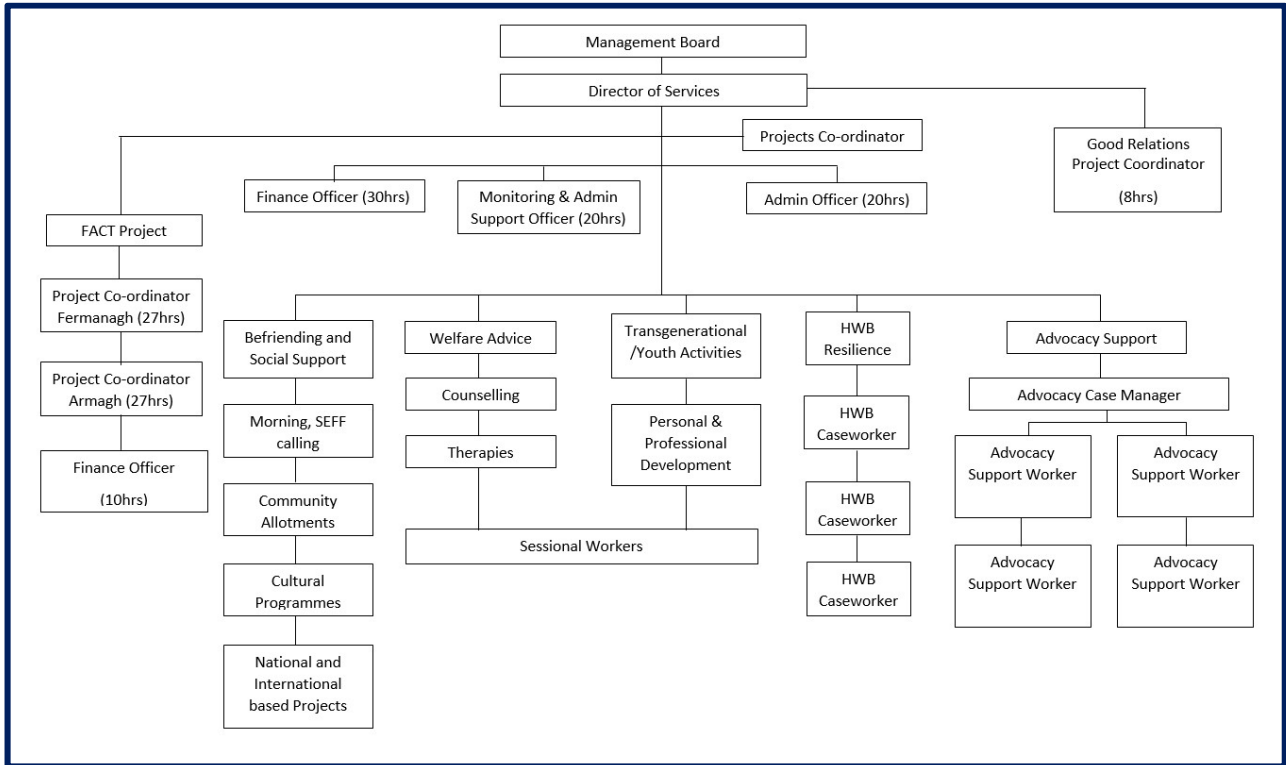 Management Board
Director of Services
Projects Co-ordinator
Good Relations
Project Coordinator
(8hrs)
Finance Officer (30hrs)
Monitoring & Admin
Support Officer (20hrs)
Admin Officer (20hrs)
FACT Project
Project Co-ordinator
Fermanagh (27hrs)
Project Co-ordinator
Armagh (27hrs)
Finance Officer
(10hrs)
Befriending and
Social Support
Morning, SEFF
calling
Community
Allotments
Cultural
Programmes
National and
International
based Projects
Welfare Advice
Counselling
Therapies
Transgenerational
/Youth Activities
Personal &
Professional
Development
Sessional Workers
HWB
Resilience
HWB
Caseworker
HWB
Caseworker
HWB
Caseworker
Advocacy Support
Advocacy Case Manager
Advocacy
Support Worker
Advocacy
Support Worker
Advocacy
Support Worker
Advocacy
Support Worker